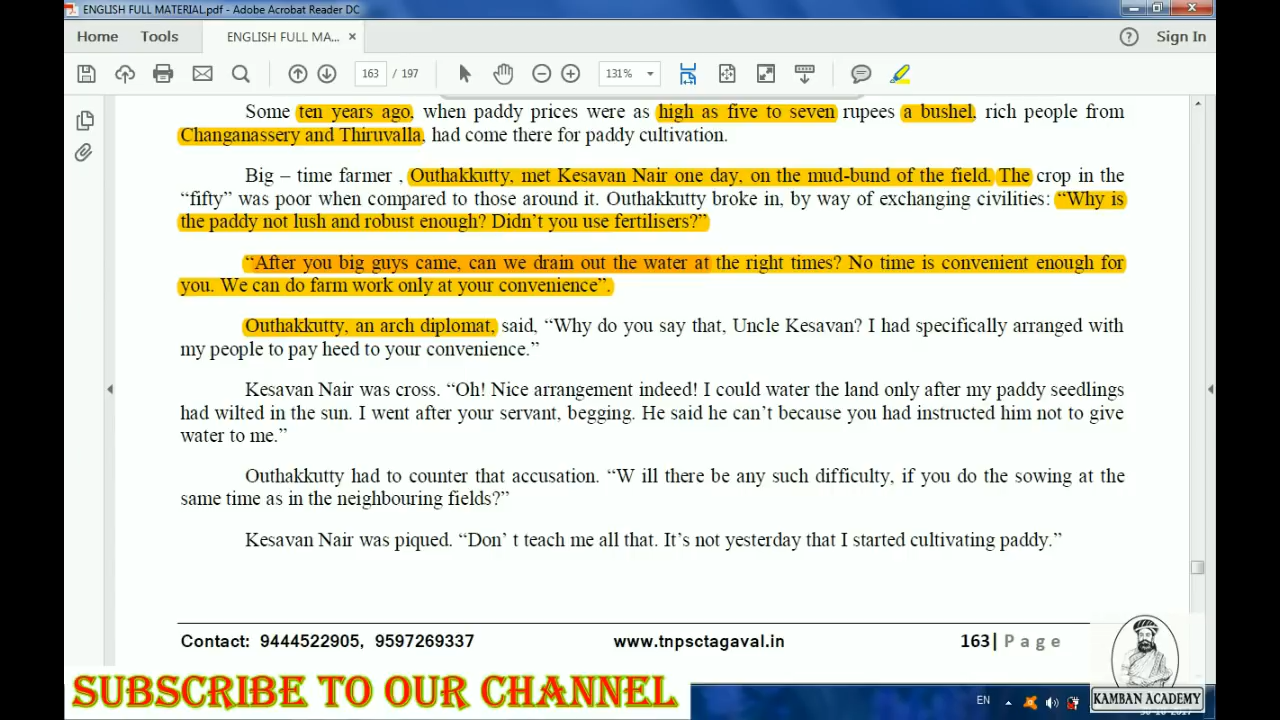 ENGLISH FULL MATERIAL.pdf - Adobe Acrobat Reader DC
Home Tools ENGLISH FULL MA... × Sign In
163 / 197 131%
Some ten years ago, when paddy prices were as high as five to seven rupees a bushel, rich people from
Changanassery and Thiruvalla, had come there for paddy cultivation.
Big – time farmer , Outhakkutty, met Kesavan Nair one day, on the mud-bund of the field. The crop in the
“fifty” was poor when compared to those around it. Outhakkutty broke in, by way of exchanging civilities: “Why is
the paddy not lush and robust enough? Didn’t you use fertilisers?”
“After you big guys came, can we drain out the water at the right times? No time is convenient enough for
you. We can do farm work only at your convenience”.
Outhakkutty, an arch diplomat, said, “Why do you say that, Uncle Kesavan? I had specifically arranged with
my people to pay heed to your convenience.”
Kesavan Nair was cross. “Oh! Nice arrangement indeed! I could water the land only after my paddy seedlings
had wilted in the sun. I went after your servant, begging. He said he can’t because you had instructed him not to give
water to me.”
Outhakkutty had to counter that accusation. “W ill there be any such difficulty, if you do the sowing at the
same time as in the neighbouring fields?”
Kesavan Nair was piqued. “Don’ t teach me all that. It’s not yesterday that I started cultivating paddy.”
Contact: 9444522905, 9597269337 www.tnpsctagaval.in 163| Page
SUBSCRIBE TO OUR CHANNEL
EN
KAMBAN ACADEMY